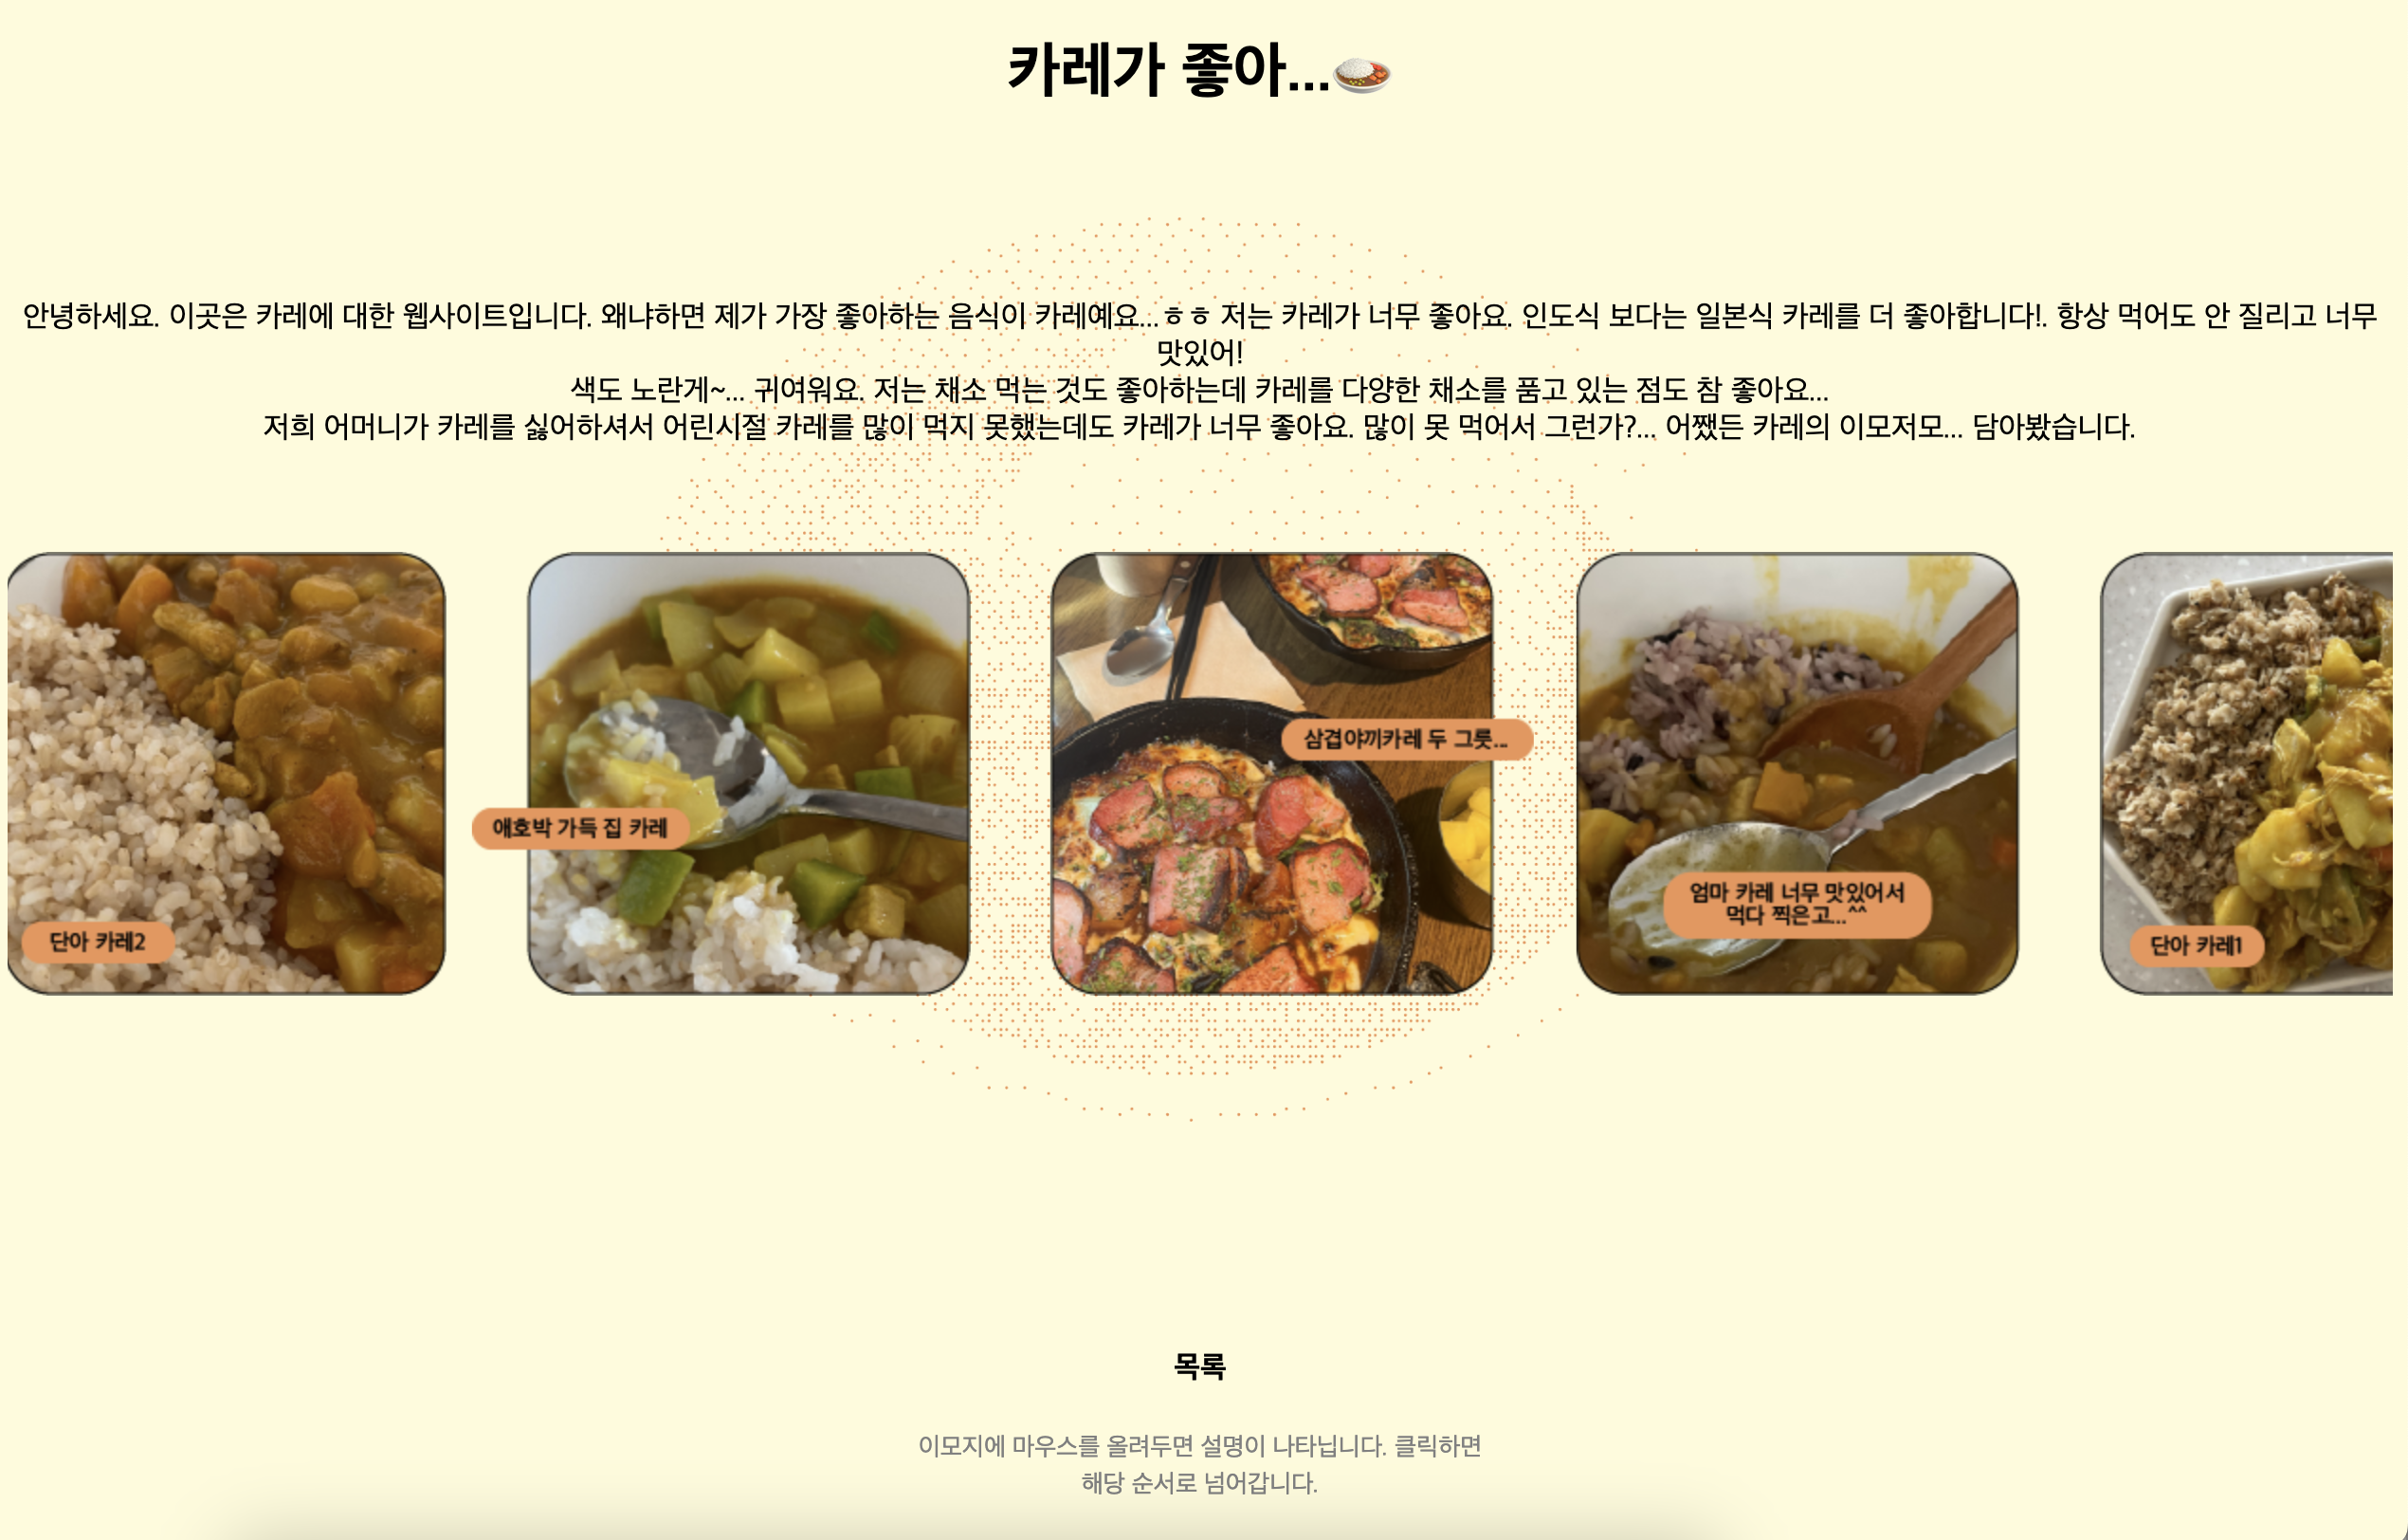 카레가 좋아...
안녕하세요. 이곳은 카레에 대한 웹사이트입니다. 왜냐하면 제가 가장 좋아하는 음식이 카레예요...ㅎㅎ 저는 카레가 너무 좋아요. 인도식 보다는 일본식 카레를 더 좋아합니다!. 항상 먹어도 안 질리고 너무
맛있어!
색도 노란게~... 귀여워요. 저는 채소 먹는 것도 좋아하는데 카레를 다양한 채소를 품고 있는 점도 참 좋아요...
저희 어머니가 카레를 싫어하셔서 어린시절 카레를 많이 먹지 못했는데도 카레가 너무 좋아요. 많이 못 먹어서 그런가?... 어쨌든 카레의 이모저모... 담아봤습니다.
단아 카레2
애호박 가득 집 카레
삼겹야끼카레 두 그릇...
엄마 카레 너무 맛있어서
먹다 찍은고...^^
단아 카레1
목록
이모지에 마우스를 올려두면 설명이 나타닙니다. 클릭하면
해당 순서로 넘어갑니다.